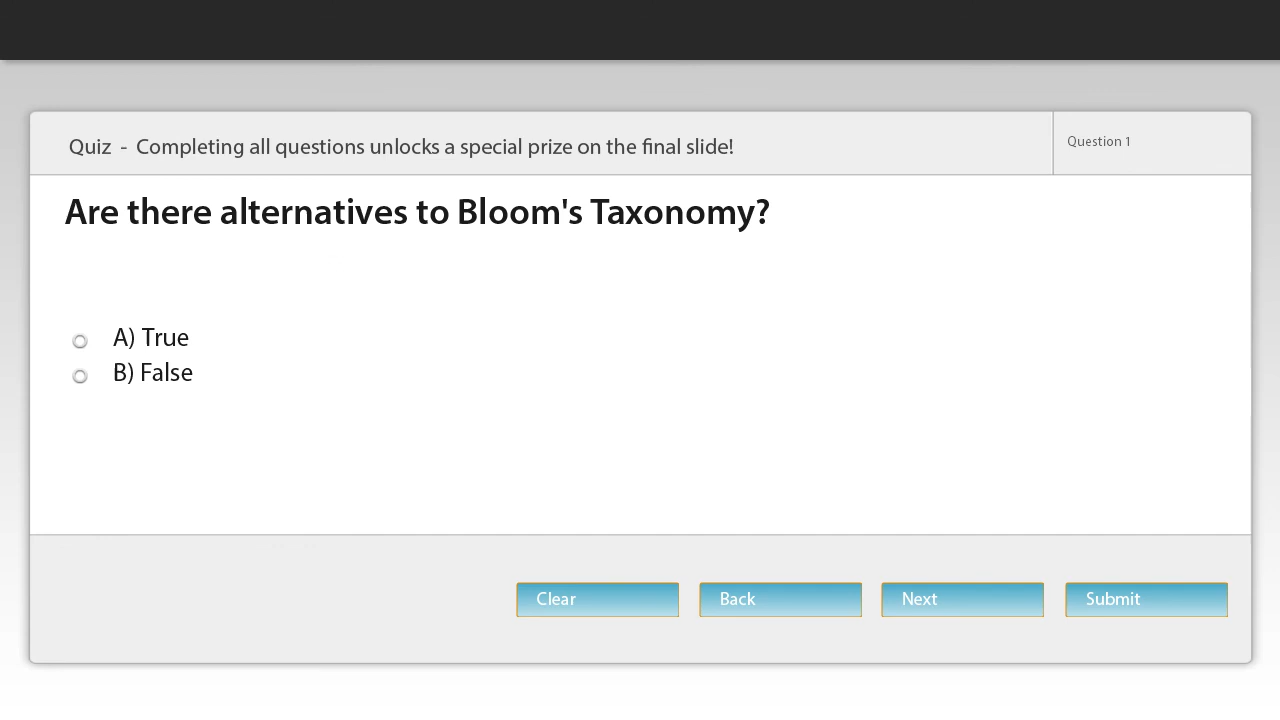 Quiz - Completing all questions unlocks a special prize on the final slide!
Question 1
Are there alternatives to Bloom's Taxonomy?
A) True
B) False
Clear
Back
Next
Submit